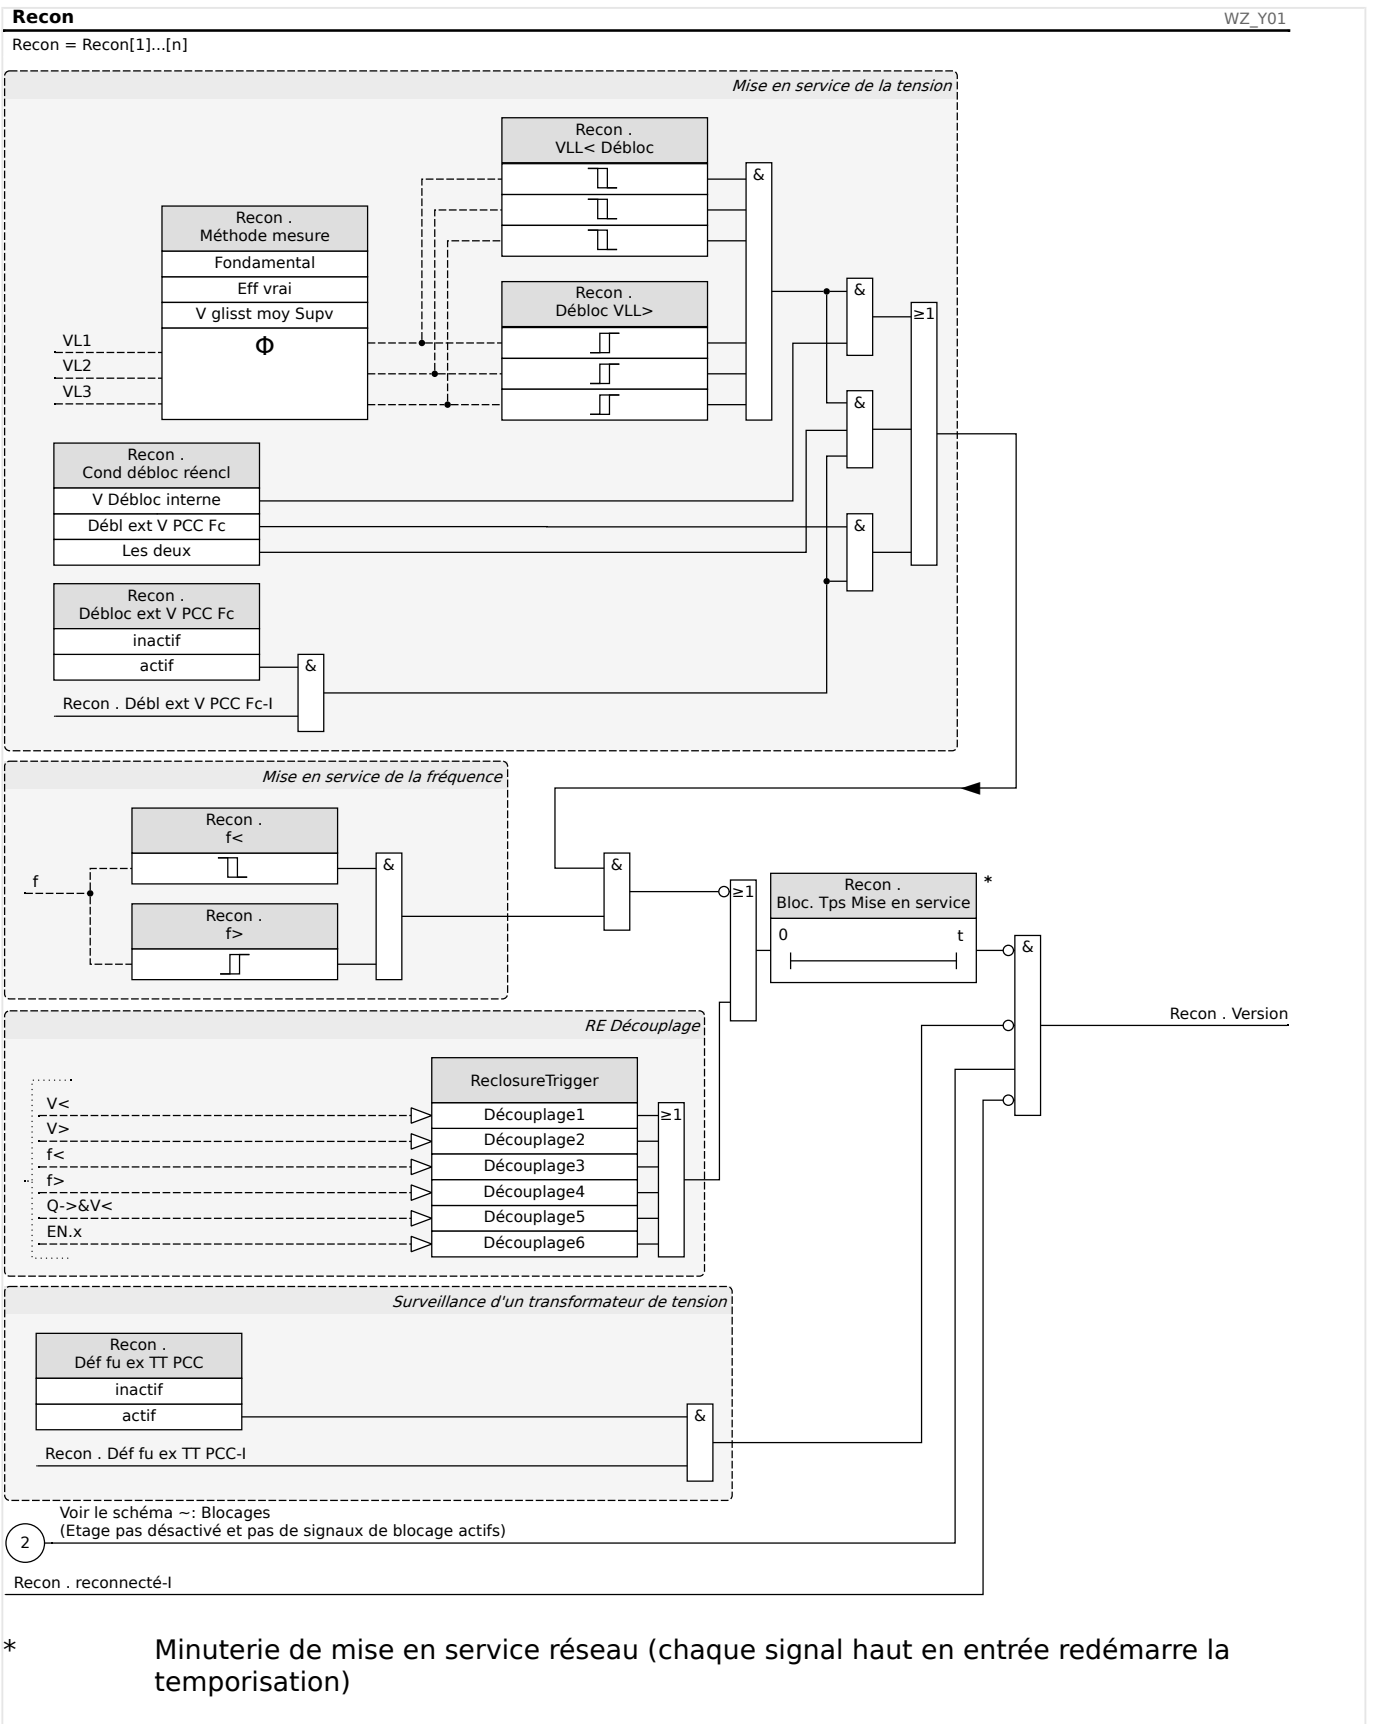 Recon
WZ_Y01
Recon = Recon[1]...[n]
Mise en service de la tension
Recon .
VLL< Débloc
&
Recon .
Méthode mesure
Fondamental
Eff vrai
V glisst moy Supv
Φ
VL1
VL2
VL3
Recon .
Débloc VLL>
&
≥1
&
Recon .
Cond débloc réencl
V Débloc interne
Débl ext V PCC Fc
Les deux
&
Recon .
Débloc ext V PCC Fc
inactif
actif
&
Recon . Débl ext V PCC Fc-I
Mise en service de la fréquence
Recon .
f<
f
Recon .
f>
&
&
≥1
Recon .
Bloc. Tps Mise en service
*
0
t
&
Recon . Version
RE Découplage
ReclosureTrigger
V<
Découplage1
≥1
V>
Découplage2
f<
Découplage3
f>
Découplage4
Q->&V<
Découplage5
EN.x
Découplage6
Surveillance d'un transformateur de tension
Recon .
Déf fu ex TT PCC
inactif
actif
&
Recon . Déf fu ex TT PCC-I
Voir le schéma ~: Blocages
(Etage pas désactivé et pas de signaux de blocage actifs)
2
Recon . reconnecté-I
* Minuterie de mise en service réseau (chaque signal haut en entrée redémarre la
temporisation)